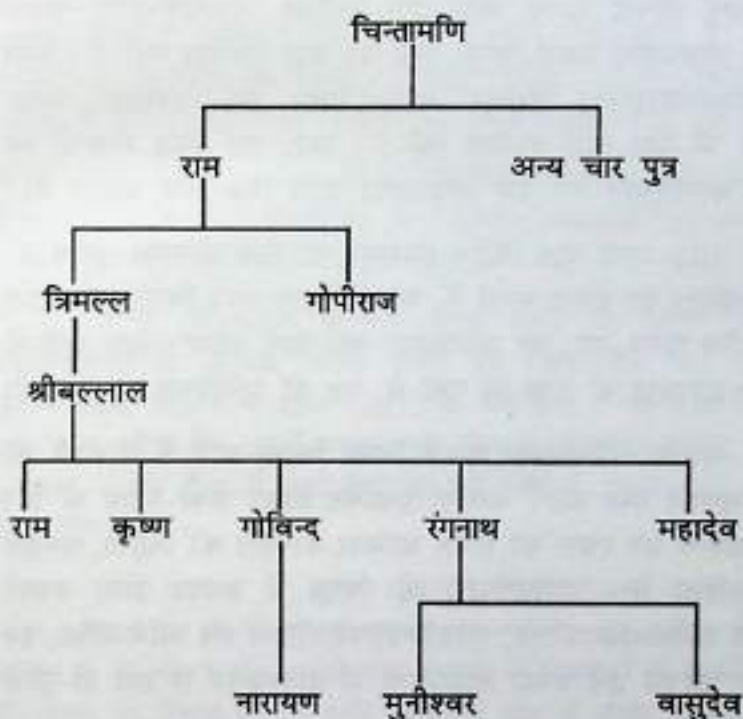 चिन्तामणि
राम अन्य चार पुत्र
त्रिमल्ल गोपीराज
श्रीबल्लाल
राम कृष्ण गोविन्द रंगनाथ महादेव
नारायण मुनीश्वर वासुदेव